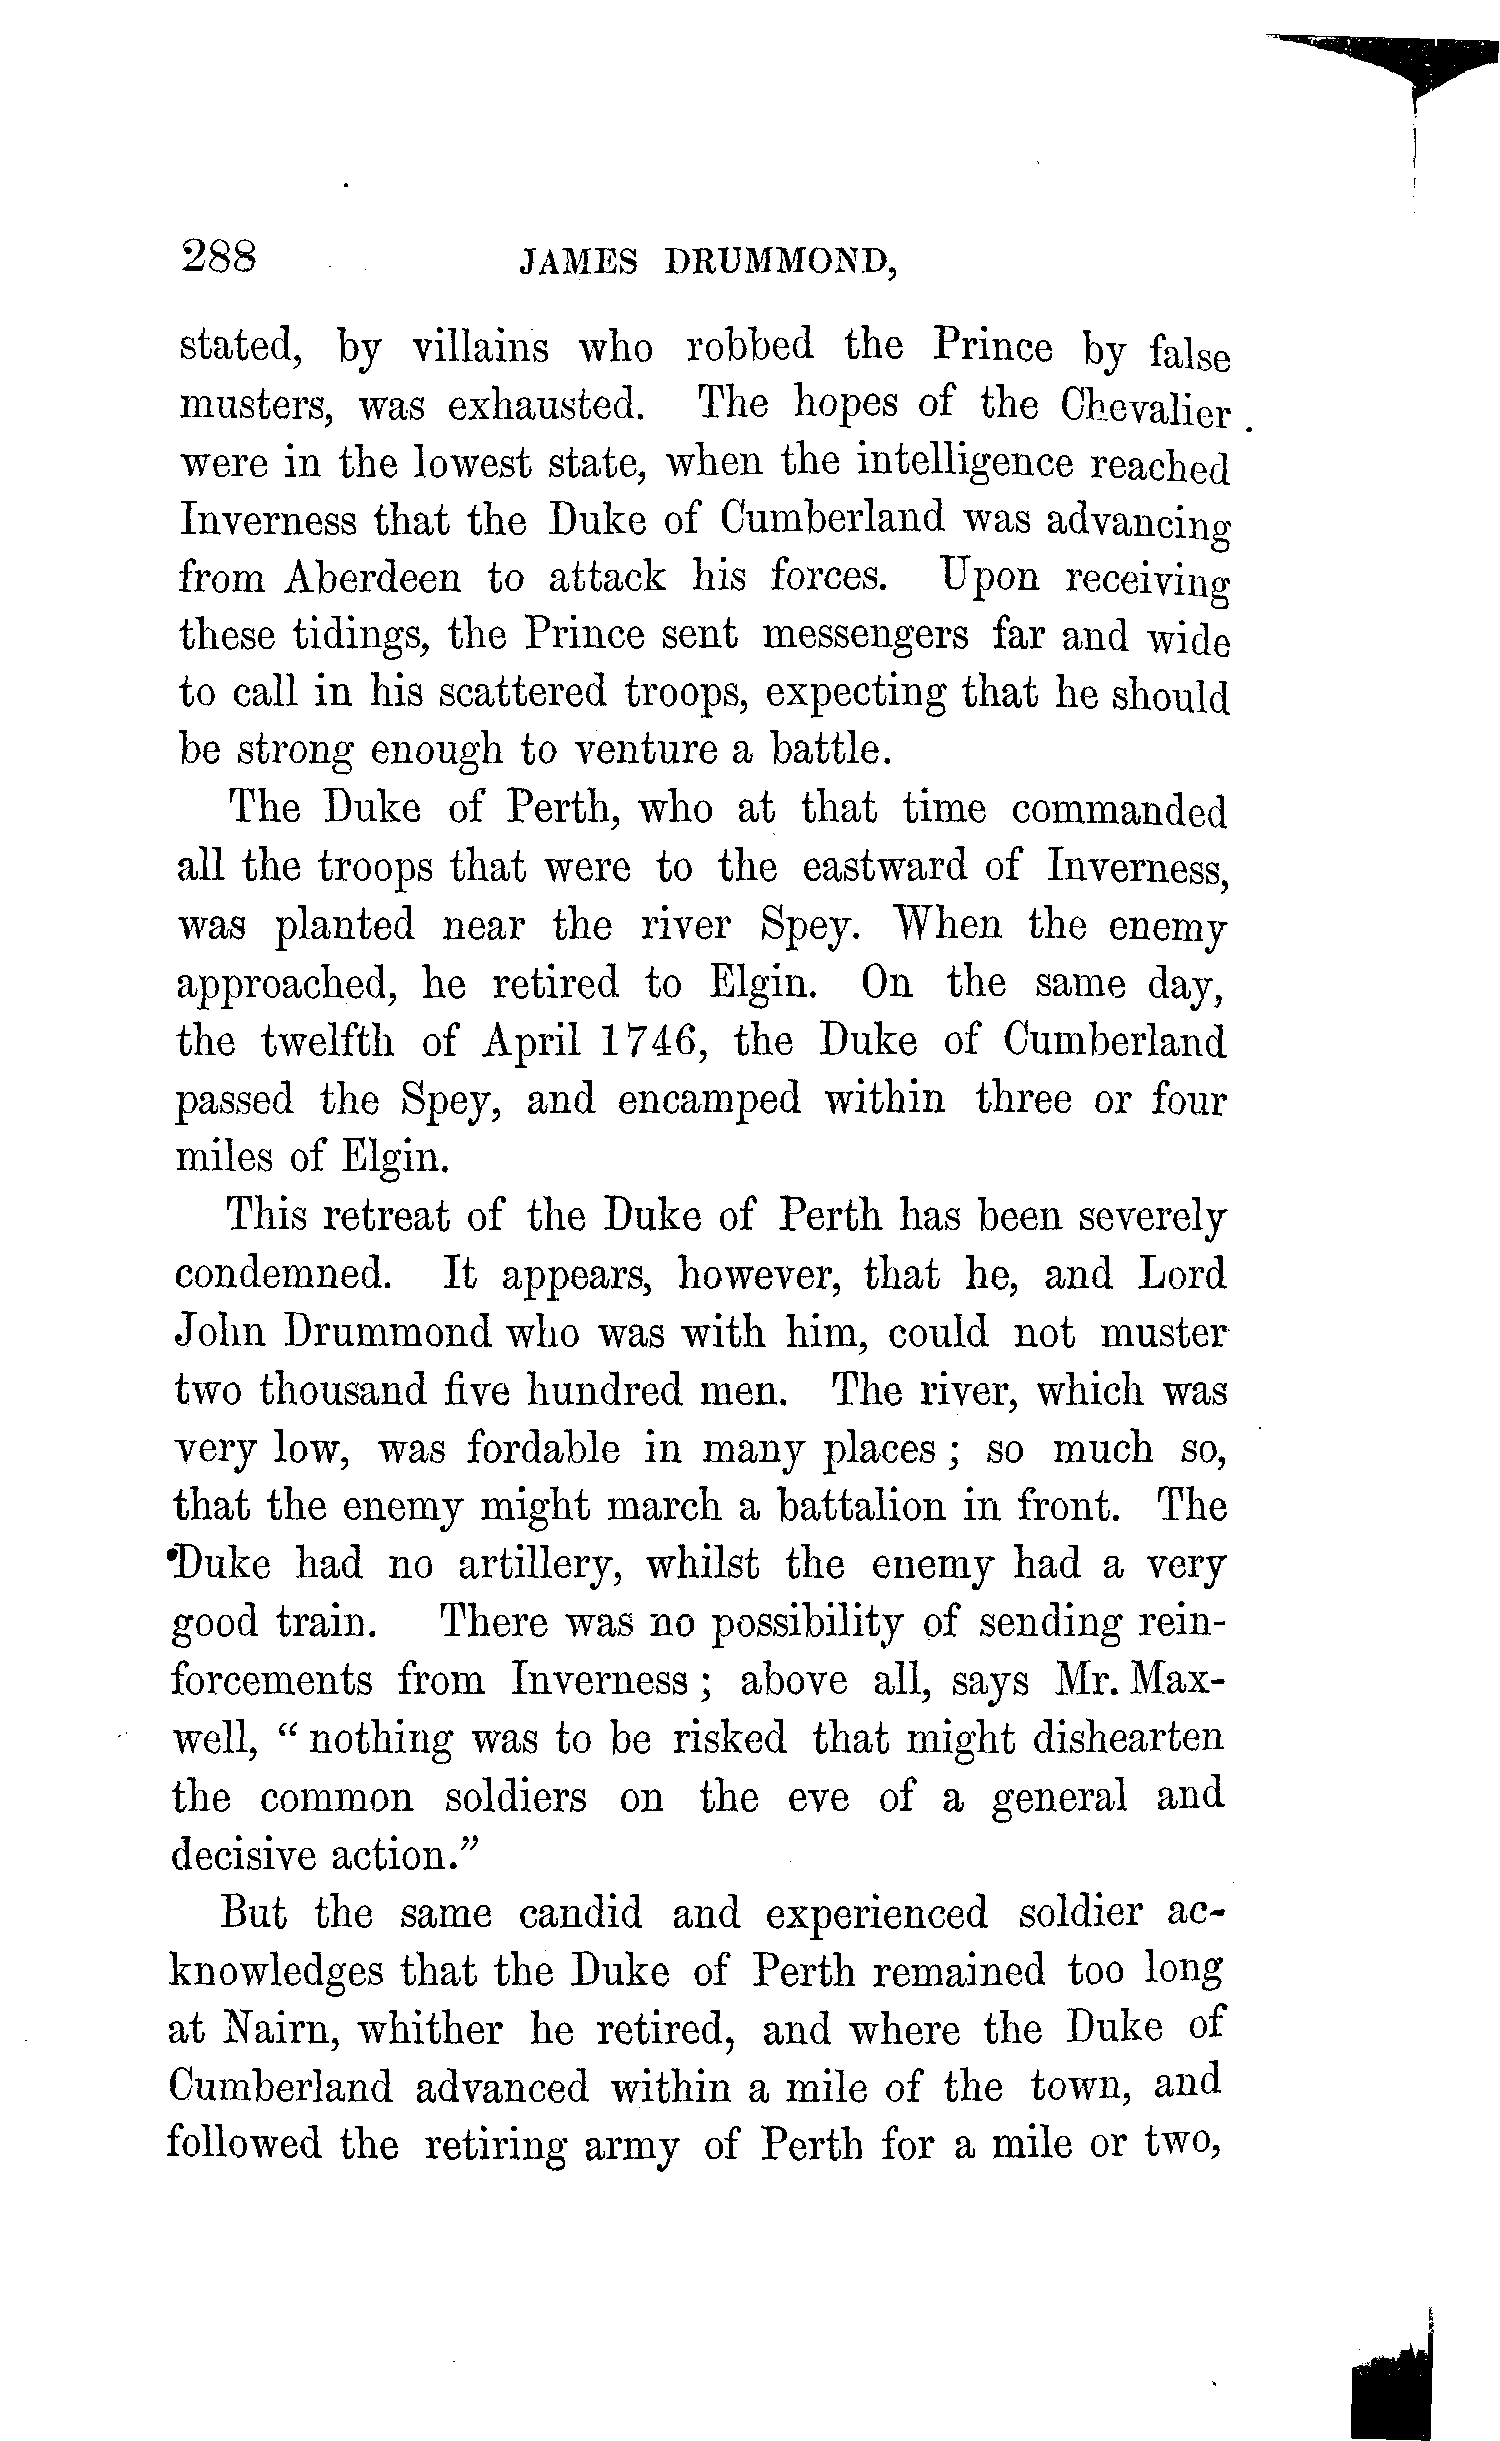 288 JAMES DRUMMOND,
stated, by villains who robbed the Prince by false
musters, was exhausted. The hopes of the Chevalier
were in the lowest state, when the intelligence reached
Inverness that the Duke of Cumberland was advancing
from Aberdeen to attack his forces. Upon receiving
these tidings, the Prince sent messengers far and wide
to call in his scattered troops, expecting that he should
be strong enough to venture a battle.
The Duke of Perth, who at that time commanded
all the troops that were to the eastward of Inverness,
was planted near the river Spey. When the enemy
approached, he retired to Elgin. On the same day,
the twelfth of April 1746, the Duke of Cumberland
passed the Spey, and encamped within three or four
miles of Elgin.
This retreat of the Duke of Perth has been severely
condemned. It appears, however, that he, and Lord
John Drummond who was with him, could not muster
two thousand five hundred men. The river, which was
very low, was fordable in many places; so much so,
that the enemy might march a battalion in front. The
Duke had no artillery, whilst the enemy had a very
good train. There was no possibility of sending rein-
forcements from Inverness; above all, says Mr. Max-
well, "nothing was to be risked that might dishearten
the common soldiers on the eve of a general and
decisive action."
But the same candid and experienced soldier ac-
knowledges that the Duke of Perth remained too long
at Nairn, whither he retired, and where the Duke of
Cumberland advanced within a mile of the town, and
followed the retiring army of Perth for a mile or two,